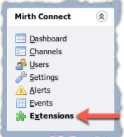 Mirth Connect
Dashboard
Channels
Users
Settings
Alerts
Events
Extensions